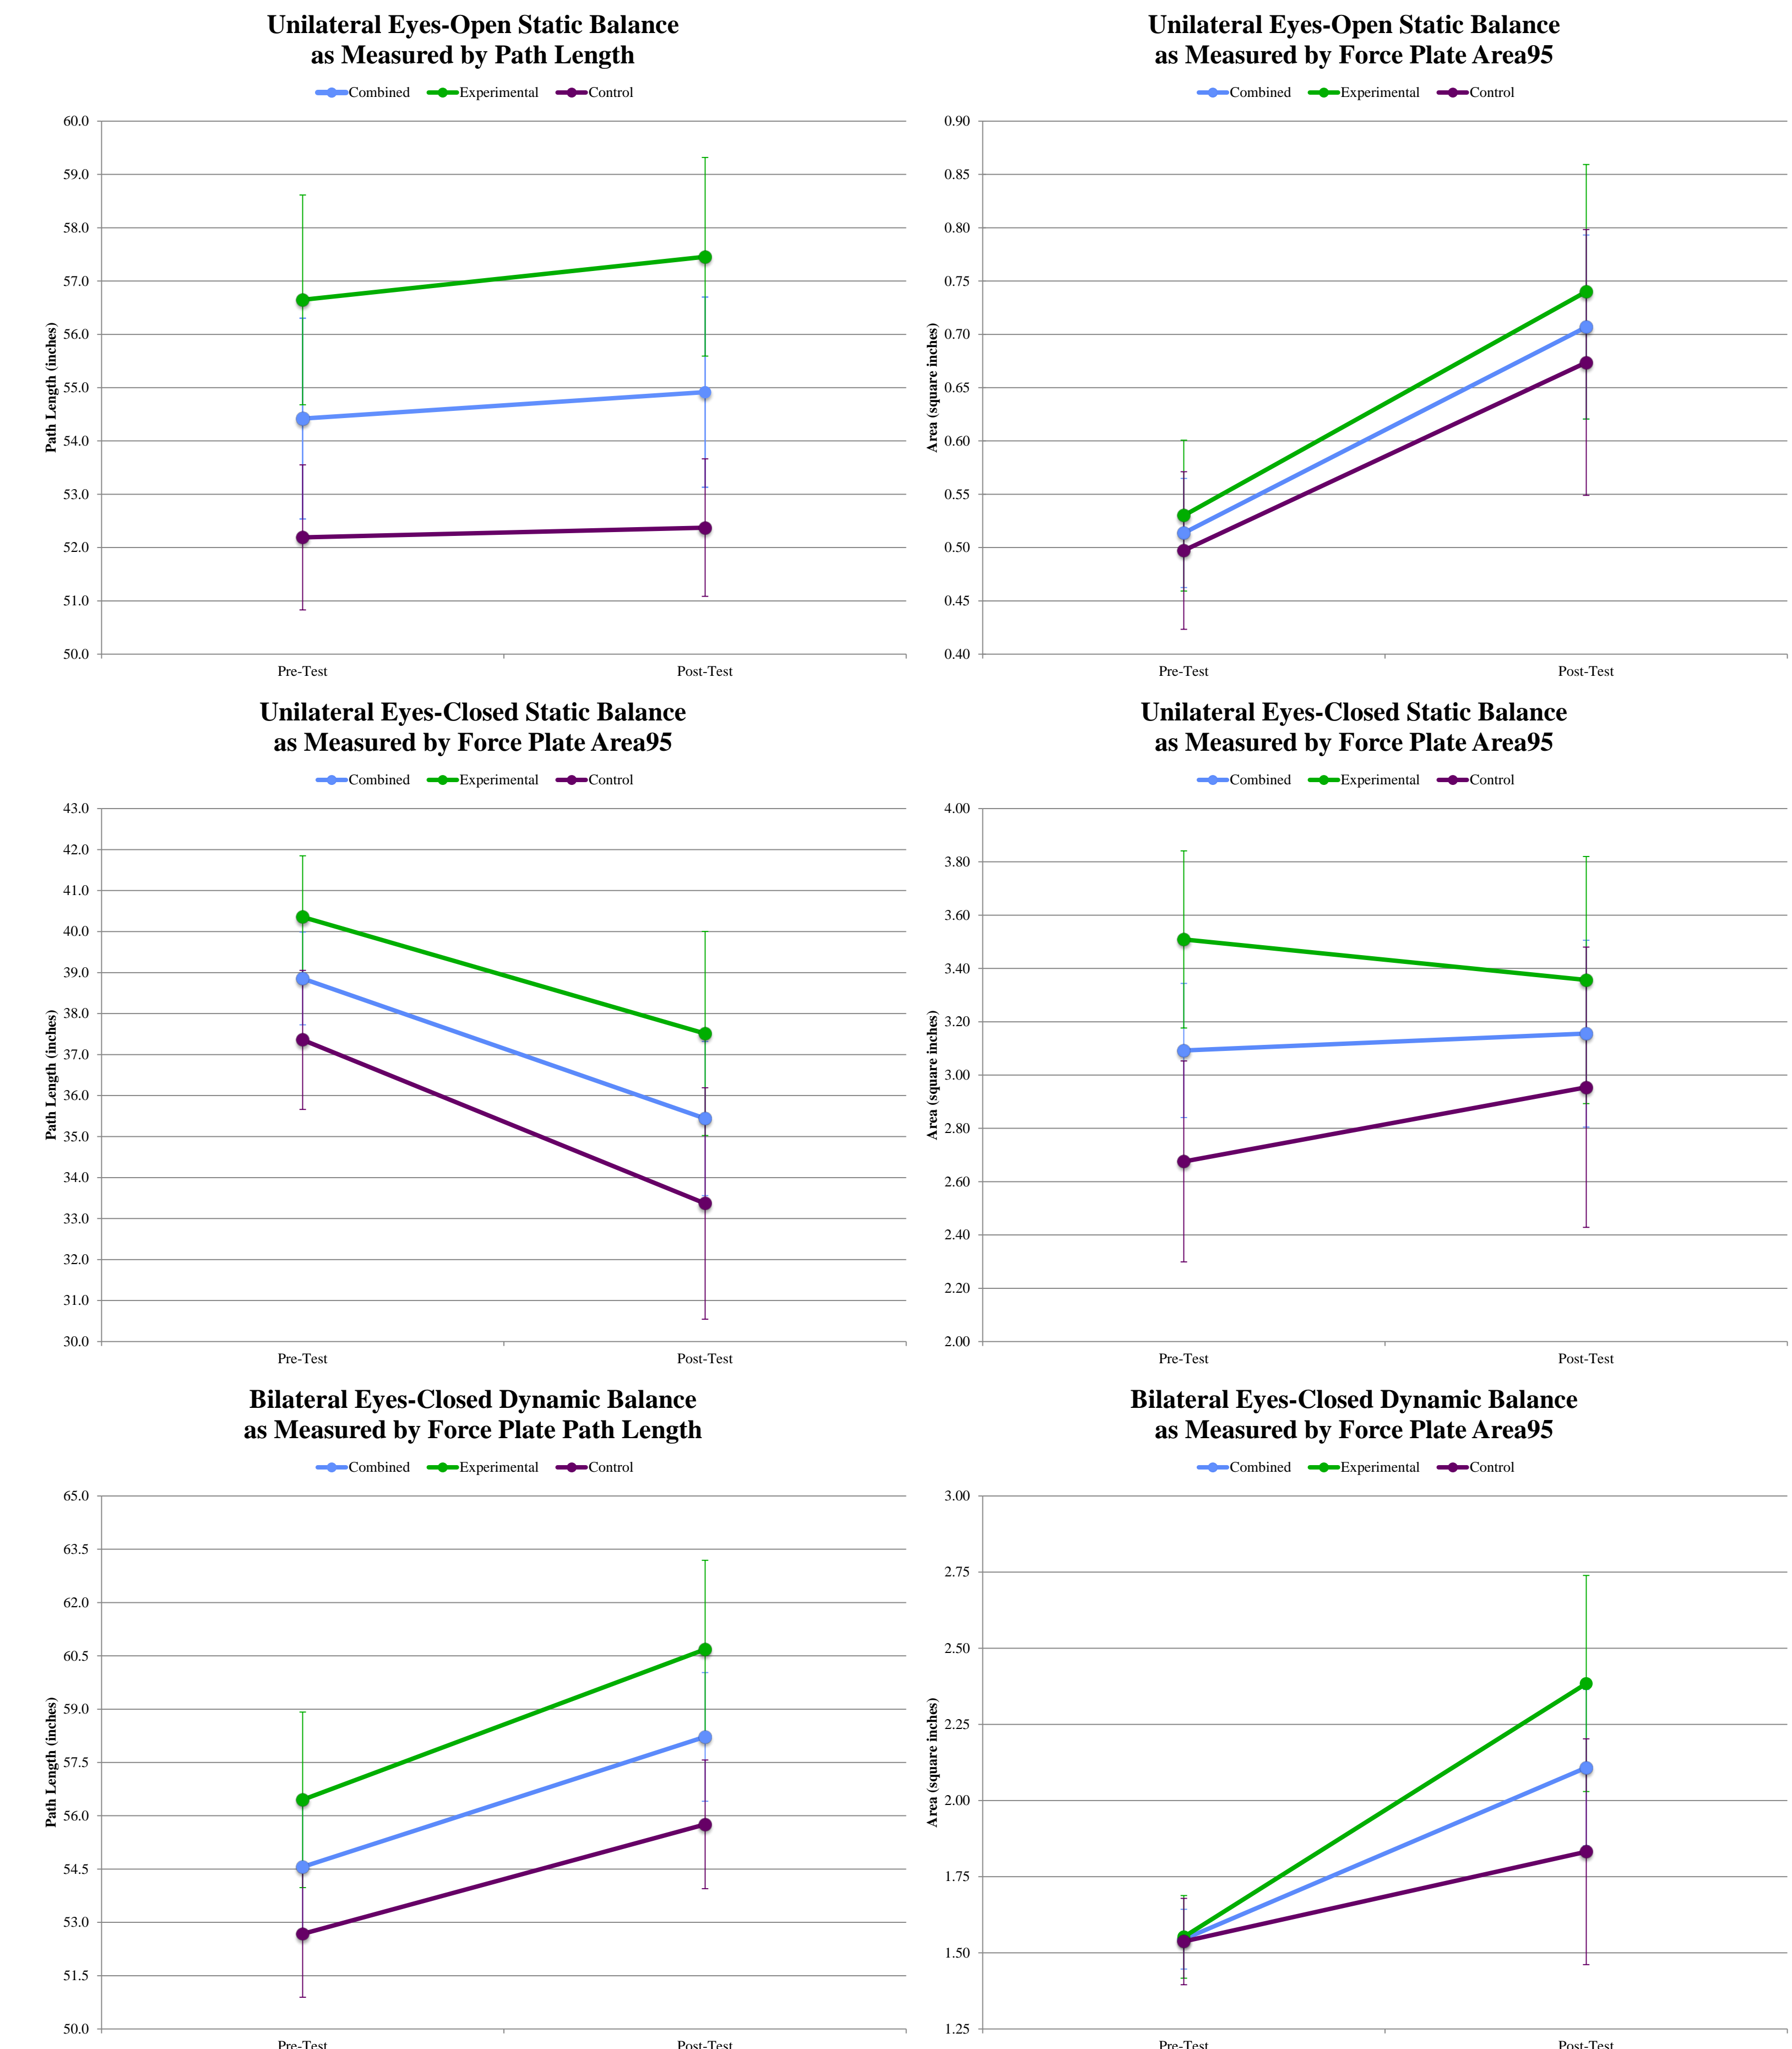 Unilateral Eyes-Open Static Balance
as Measured by Path Length
Combined Experimental Control
60.0
59.0
58.0
57.0
56.0
55.0
54.0
53.0
52.0
51.0
50.0
Path Length (inches)
Pre-Test Post-Test
Unilateral Eyes-Open Static Balance
as Measured by Force Plate Area95
Combined Experimental Control
0.90
0.85
0.80
0.75
0.70
0.65
0.60
0.55
0.50
0.45
0.40
Area (square inches)
Pre-Test Post-Test
Unilateral Eyes-Closed Static Balance
as Measured by Force Plate Area95
Combined Experimental Control
43.0
42.0
41.0
40.0
39.0
38.0
37.0
36.0
35.0
34.0
33.0
32.0
31.0
30.0
Path Length (inches)
Pre-Test Post-Test
Unilateral Eyes-Closed Static Balance
as Measured by Force Plate Area95
Combined Experimental Control
4.00
3.80
3.60
3.40
3.20
3.00
2.80
2.60
2.40
2.20
2.00
Area (square inches)
Pre-Test Post-Test
Bilateral Eyes-Closed Dynamic Balance
as Measured by Force Plate Path Length
Combined Experimental Control
65.0
63.5
62.0
60.5
59.0
57.5
56.0
54.5
53.0
51.5
50.0
Path Length (inches)
Pre-Test Post-Test
Bilateral Eyes-Closed Dynamic Balance
as Measured by Force Plate Area95
Combined Experimental Control
3.00
2.75
2.50
2.25
2.00
1.75
1.50
1.25
Area (square inches)
Pre-Test Post-Test